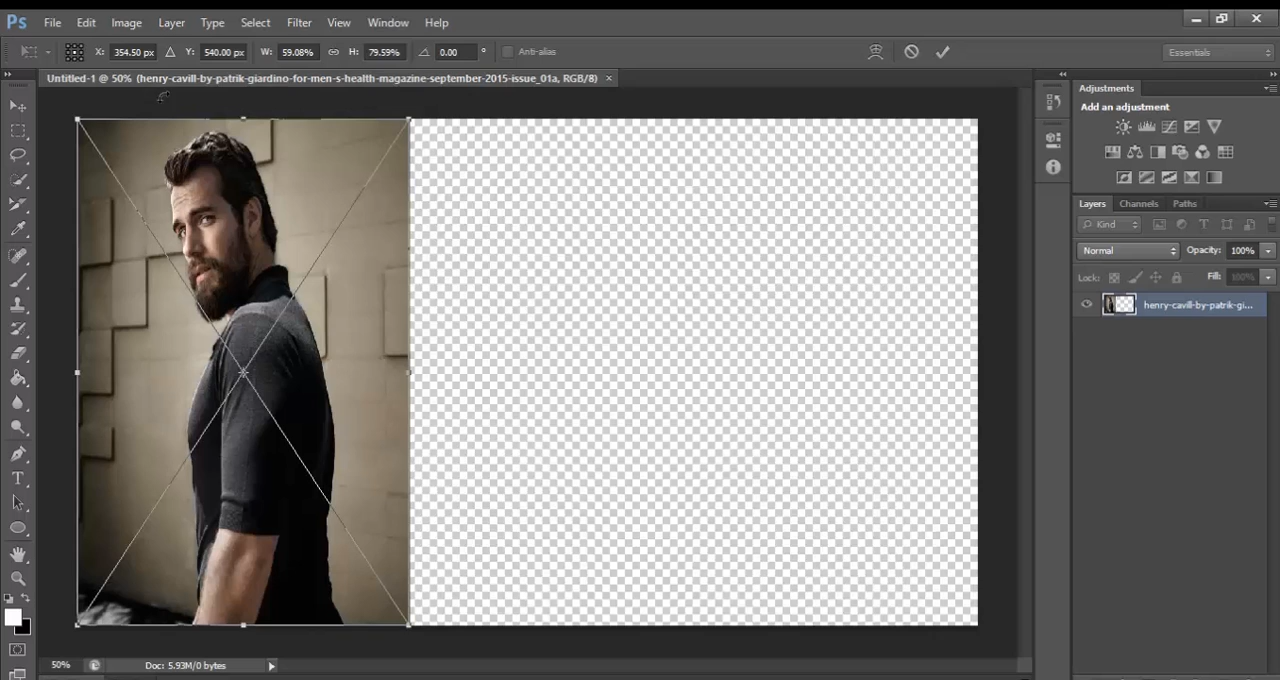 Ps File Edit Image Layer Type Select Filter View Window Help
X: 354.50 px Y: 540.00 px W: 59.08% H: 79.59% 0.00 ° Anti-alias Essentials
Untitled-1 @ 50% (henry-cavill-by-patrik-giardino-for-men-s-health-magazine-september-2015-issue_01a, RGB/8) ×
Adjustments
Add an adjustment
Layers Channels Paths
Kind
Normal Opacity: 100%
Lock: Fill: 100%
henry-cavill-by-patrik-gi...
50% Doc: 5.93M/0 bytes